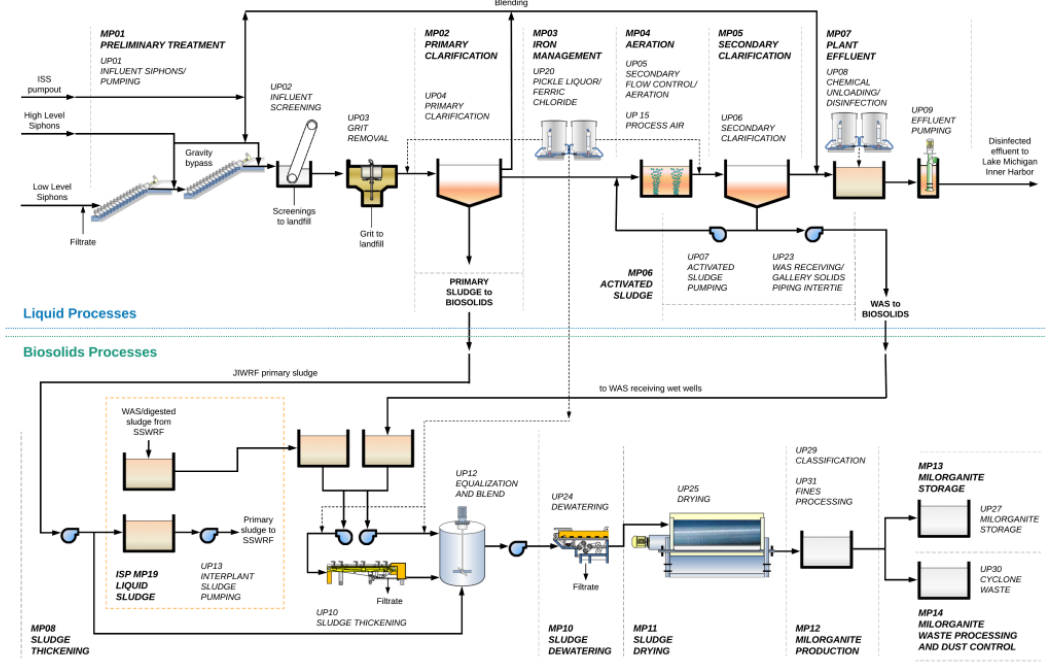 Blending
MP01
PRELIMINARY TREATMENT
UP01
INFLUENT SIPHONS/
PUMPING
MP02
PRIMARY
CLARIFICATION
UP04
PRIMARY
CLARIFICATION
MP03
IRON
MANAGEMENT
UP20
PICKLE LIQUOR/
FERRIC
CHLORIDE
MP04
AERATION
UP05
SECONDARY
FLOW CONTROL/
AERATION
UP 15
PROCESS AIR
MP05
SECONDARY
CLARIFICATION
UP06
SECONDARY
CLARIFICATION
MP07
PLANT
EFFLUENT
UP08
CHEMICAL
UNLOADING/
DISINFECTION
UP09
EFFLUENT
PUMPING
ISS
pumpout
High Level
Siphons
Low Level
Siphons
Filtrate
Gravity
bypass
UP02
INFLUENT
SCREENING
UP03
GRIT
REMOVAL
Screenings
to landfill
Grit to
landfill
Disinfected
effluent to
Lake Michigan
Inner Harbor
PRIMARY
SLUDGE to
BIOSOLIDS
MP06
ACTIVATED
SLUDGE
UP07
ACTIVATED
SLUDGE
PUMPING
UP23
WAS RECEIVING/
GALLERY SOLIDS
PIPING INTERTIE
WAS to
BIOSOLIDS
Liquid Processes
Biosolids Processes
JIWRF primary sludge
to WAS receiving wet wells
WAS/digested
sludge from
SSWRF
Primary
sludge to
SSWRF
ISP MP19
LIQUID
SLUDGE
UP13
INTERPLANT
SLUDGE
PUMPING
UP12
EQUALIZATION
AND BLEND
Filtrate
UP10
SLUDGE THICKENING
MP08
SLUDGE
THICKENING
UP24
DEWATERING
Filtrate
MP10
SLUDGE
DEWATERING
UP25
DRYING
MP11
SLUDGE
DRYING
UP29
CLASSIFICATION
UP31
FINES
PROCESSING
MP12
MILORGANITE
PRODUCTION
MP13
MILORGANITE
STORAGE
UP27
MILORGANITE
STORAGE
UP30
CYCLONE
WASTE
MP14
MILORGANITE
WASTE PROCESSING
AND DUST CONTROL